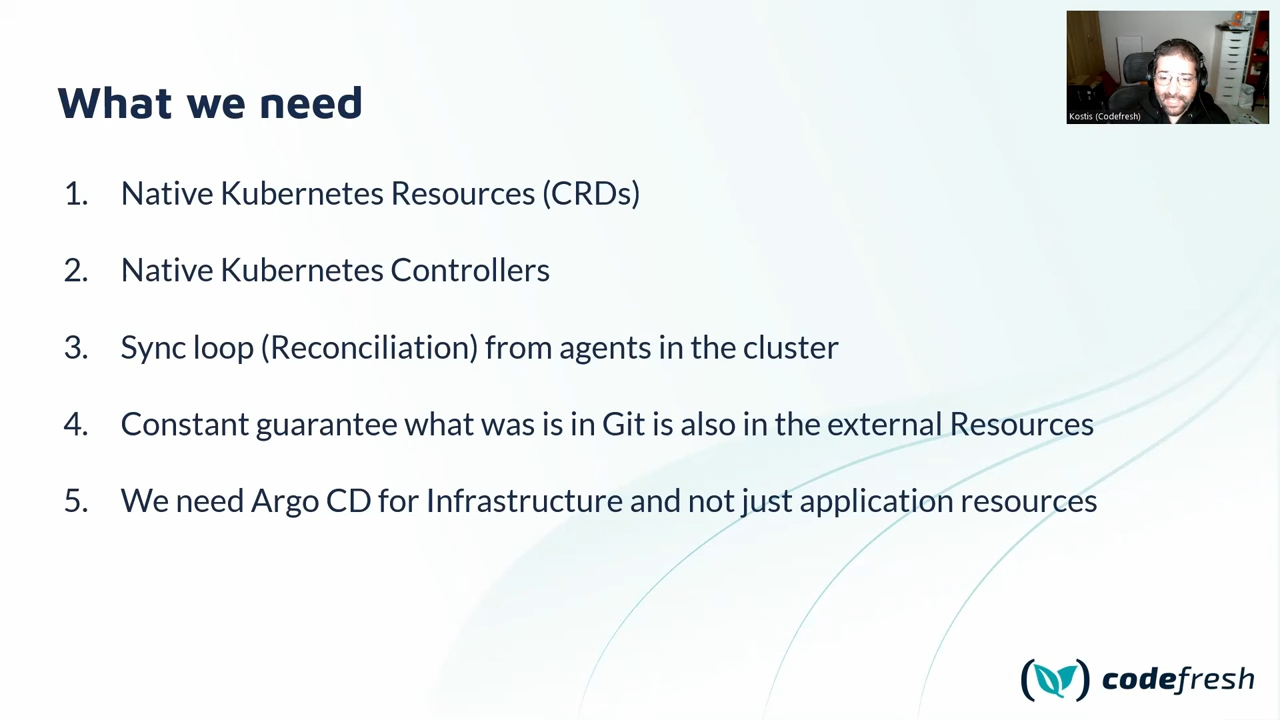 What we need
Kostis (Codefresh)
1. Native Kubernetes Resources (CRDs)
2. Native Kubernetes Controllers
3. Sync loop (Reconciliation) from agents in the cluster
4. Constant guarantee what was is in Git is also in the external Resources
5. We need Argo CD for Infrastructure and not just application resources
codefresh